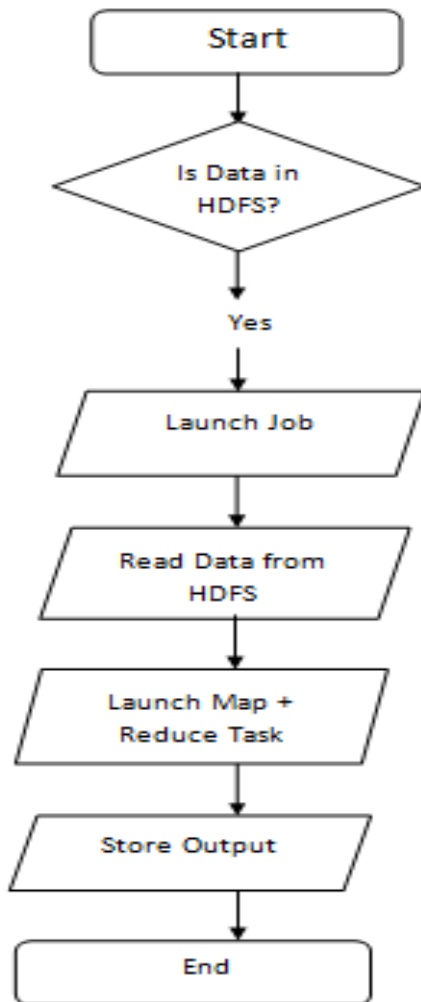 Start
Is Data in
HDFS?
Yes
Launch Job
Read Data from
HDFS
Launch Map +
Reduce Task
Store Output
End